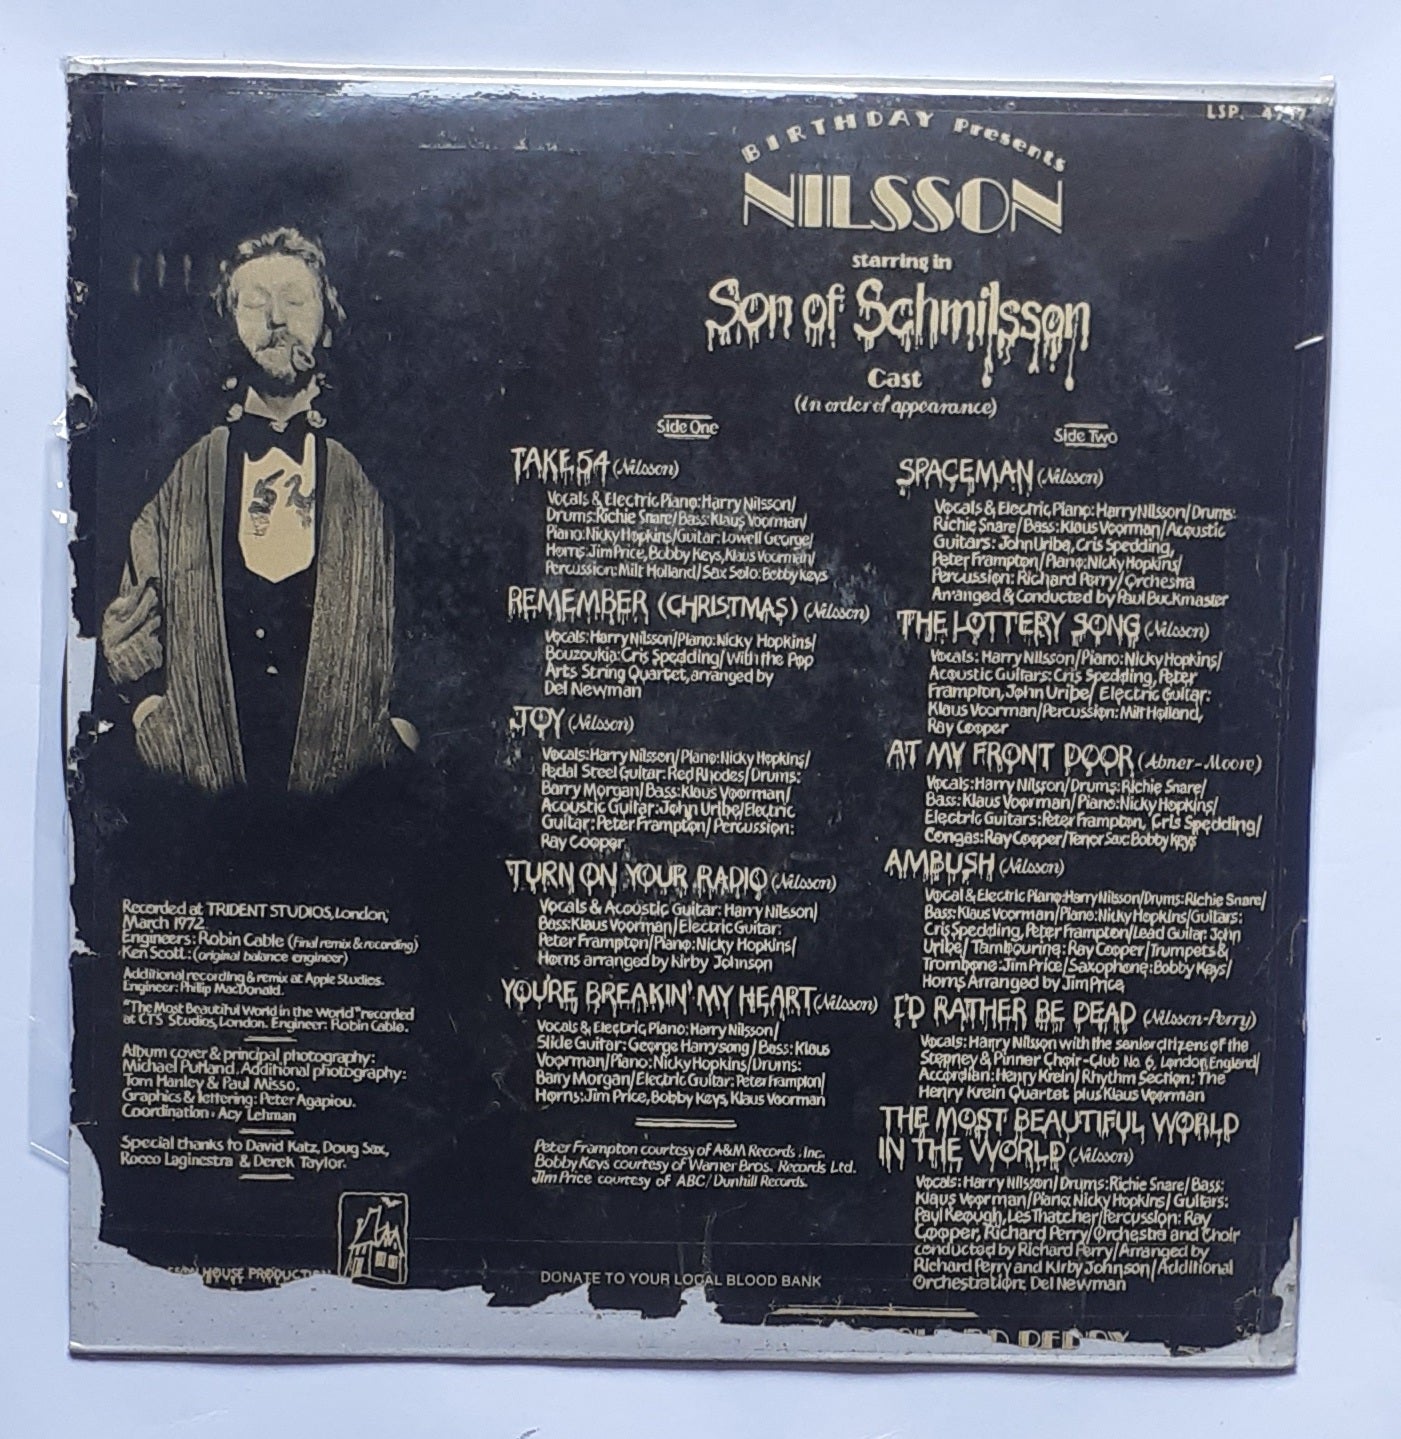 LSP.
BIRTHDAY Presents
NILSSON
starring in
Son of Schmilsson
Cast
(in order of appearance)
Side One
TAKE 54 (Nilsson)
Vocals & Electric Piano: Harry Nilsson/
Drums: Richie Snare/Bass: Klaus Voorman/
Piano: Nicky Hopkins/Guitar: Lowell George/
Horns: Jim Price, Bobby Keys, Klaus Voorman/
Percussion: Milt Holland/Sax Solo: Bobby Keys
REMEMBER (CHRISTMAS) (Nilsson)
Vocals: Harry Nilsson/Piano: Nicky Hopkins/
Bouzoukia: Cris Spedding/with the Pop
Arts String Quartet, arranged by
Del Newman
JOY (Nilsson)
Vocals: Harry Nilsson/Piano: Nicky Hopkins/
Pedal Steel Guitar: Red Rhodes/Drums:
Barry Morgan/Bass: Klaus Voorman/
Acoustic Guitar: John Uribe/Electric
Guitar: Peter Frampton/Percussion:
Ray Cooper
TURN ON YOUR RADIO (Nilsson)
Vocals & Acoustic Guitar: Harry Nilsson/
Bass: Klaus Voorman/Electric Guitar:
Peter Frampton/Piano: Nicky Hopkins/
Horns arranged by Kirby Johnson
YOU'RE BREAKIN' MY HEART (Nilsson)
Vocals & Electric Piano: Harry Nilsson/
Slide Guitar: George Harrysong/Bass: Klaus
Voorman/Piano: Nicky Hopkins/Drums:
Barry Morgan/Electric Guitar: Peter Frampton/
Horns: Jim Price, Bobby Keys, Klaus Voorman
Peter Frampton courtesy of A&M Records. Inc.
Bobby Keys courtesy of Warner Bros. Records Ltd.
Jim Price courtesy of ABC/Dunhill Records.
Side Two
SPACEMAN (Nilsson)
Vocals & Electric Piano: Harry Nilsson/Drums:
Richie Snare/Bass: Klaus Voorman/Acoustic
Guitars: John Uribe, Cris Spedding,
Peter Frampton/Piano: Nicky Hopkins/
Percussion: Richard Perry/Orchestra
Arranged & Conducted by Paul Buckmaster
THE LOTTERY SONG (Nilsson)
Vocals: Harry Nilsson/Piano: Nicky Hopkins/
Acoustic Guitars: Cris Spedding, Peter
Frampton, John Uribe/Electric Guitar:
Klaus Voorman/Percussion: Milt Holland,
Ray Cooper
AT MY FRONT DOOR (Abner-Moore)
Vocals: Harry Nilsson/Drums: Richie Snare/
Bass: Klaus Voorman/Piano: Nicky Hopkins/
Electric Guitars: Peter Frampton, Cris Spedding/
Congas: Ray Cooper/Tenor Sax: Bobby Keys
AMBUSH (Nilsson)
Vocal & Electric Piano: Harry Nilsson/Drums: Richie Snare/
Bass: Klaus Voorman/Piano: Nicky Hopkins/Guitars:
Cris Spedding, Peter Frampton/Lead Guitar: John
Uribe/Tambourine: Ray Cooper/Trumpets &
Trombone: Jim Price/Saxophone: Bobby Keys/
Horns Arranged by Jim Price
I'D RATHER BE DEAD (Nilsson-Perry)
Vocals: Harry Nilsson with the senior citizens of the
Stepney & Pinner Choir-Club No. 6, London, England/
Accordian: Henry Krein/Rhythm Section: The
Henry Krein Quartet plus Klaus Voorman
THE MOST BEAUTIFUL WORLD
IN THE WORLD (Nilsson)
Vocals: Harry Nilsson/Drums: Richie Snare/Bass:
Klaus Voorman/Piano: Nicky Hopkins/Guitars:
Paul Keough, Les Thatcher/Percussion: Ray
Cooper, Richard Perry/Orchestra and Choir
conducted by Richard Perry/Arranged by
Richard Perry and Kirby Johnson/Additional
Orchestration: Del Newman
Recorded at TRIDENT STUDIOS, London,
March 1972.
Engineers: Robin Cable (final remix & recording)
Ken Scott: (original balance engineer)
Additional recording & remix at Apple Studios.
Engineer: Phillip MacDonald.
"The Most Beautiful World in the World" recorded
at CTS Studios, London. Engineer: Robin Cable.
Album cover & principal photography:
Michael Putland. Additional photography:
Tom Hanley & Paul Misso.
Graphics & lettering: Peter Agapiou.
Coordination: Acy Lehman
Special thanks to David Katz, Doug Sax,
Rocco Laginestra & Derek Taylor.
HOUSE PRODUCTION
DONATE TO YOUR LOCAL BLOOD BANK
PERRY